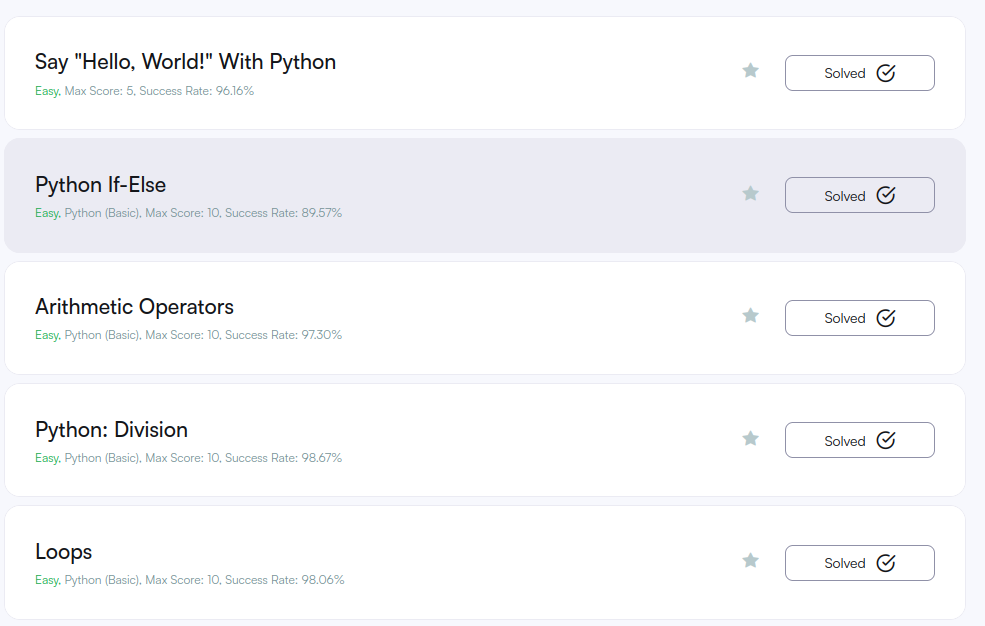 Say "Hello, World!" With Python
Easy, Max Score: 5, Success Rate: 96.16%
Solved
Python If-Else
Easy, Python (Basic), Max Score: 10, Success Rate: 89.57%
Solved
Arithmetic Operators
Easy, Python (Basic), Max Score: 10, Success Rate: 97.30%
Solved
Python: Division
Easy, Python (Basic), Max Score: 10, Success Rate: 98.67%
Solved
Loops
Easy, Python (Basic), Max Score: 10, Success Rate: 98.06%
Solved